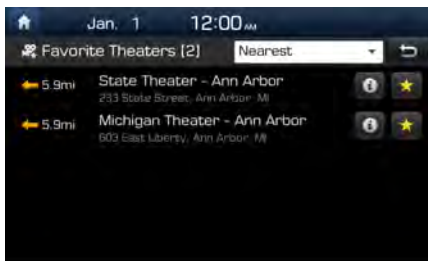 Jan. 1 12:00 AM
Favorite Theaters (2) Nearest
5.9mi State Theater - Ann Arbor
233 State Street, Ann Arbor, MI
5.9mi Michigan Theater - Ann Arbor
603 East Liberty, Ann Arbor, MI